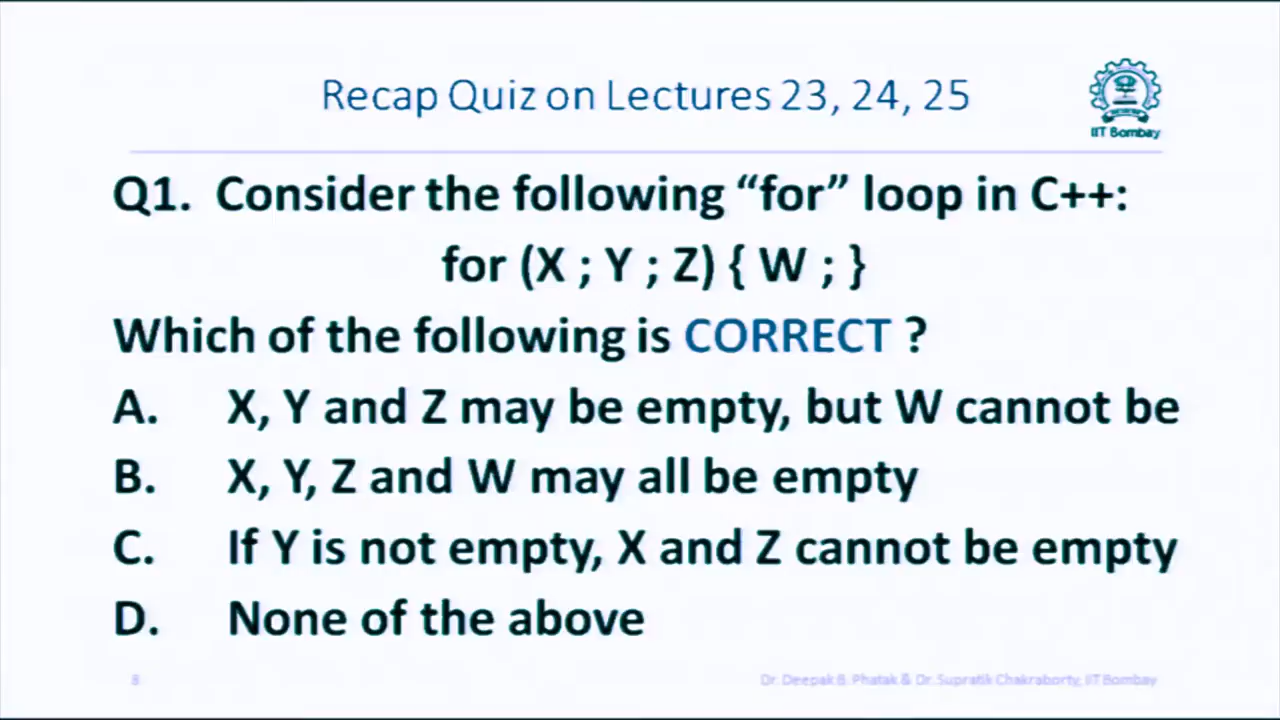 Recap Quiz on Lectures 23, 24, 25
IIT Bombay
Q1. Consider the following “for” loop in C++:
for (X ; Y ; Z) { W ; }
Which of the following is CORRECT ?
A. X, Y and Z may be empty, but W cannot be
B. X, Y, Z and W may all be empty
C. If Y is not empty, X and Z cannot be empty
D. None of the above
8
Dr. Deepak B. Phatak & Dr. Supratik Chakraborty, IIT Bombay